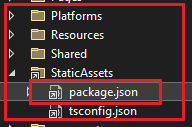 Platforms
Resources
Shared
StaticAssets
package.json
tsconfig.json